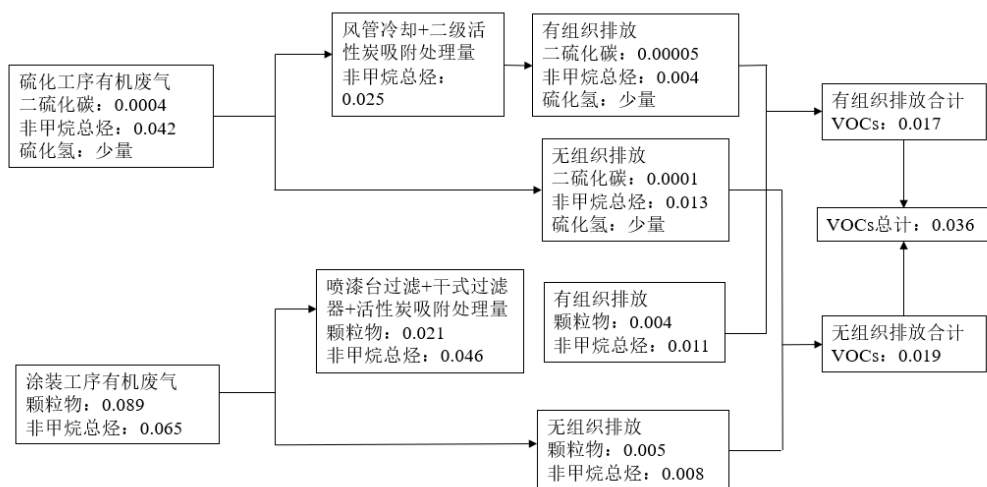 硫化工序有机废气
二硫化碳：0.0004
非甲烷总烃：0.042
硫化氢：少量
风管冷却+二级活
性炭吸附处理量
非甲烷总烃：
0.025
有组织排放
二硫化碳：0.00005
非甲烷总烃：0.004
硫化氢：少量
无组织排放
二硫化碳：0.0001
非甲烷总烃：0.013
硫化氢：少量
有组织排放合计
VOCs：0.017
VOCs总计：0.036
涂装工序有机废气
颗粒物：0.089
非甲烷总烃：0.065
喷漆台过滤+干式过滤
器+活性炭吸附处理量
颗粒物：0.021
非甲烷总烃：0.046
有组织排放
颗粒物：0.004
非甲烷总烃：0.011
无组织排放
颗粒物：0.005
非甲烷总烃：0.008
无组织排放合计
VOCs：0.019